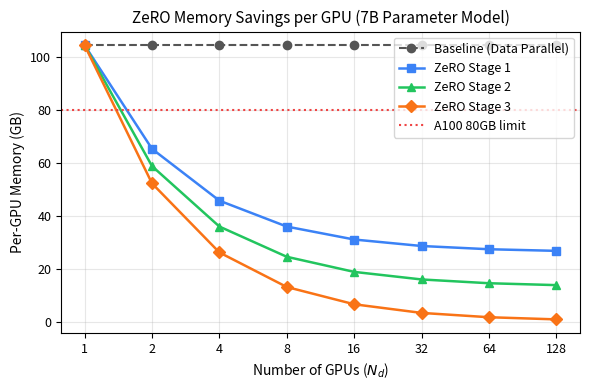 ZeRO Memory Savings per GPU (7B Parameter Model)
Per-GPU Memory (GB)
100
80
60
40
20
0
Baseline (Data Parallel)
ZeRO Stage 1
ZeRO Stage 2
ZeRO Stage 3
A100 80GB limit
1 2 4 8 16 32 64 128
Number of GPUs (N_d)